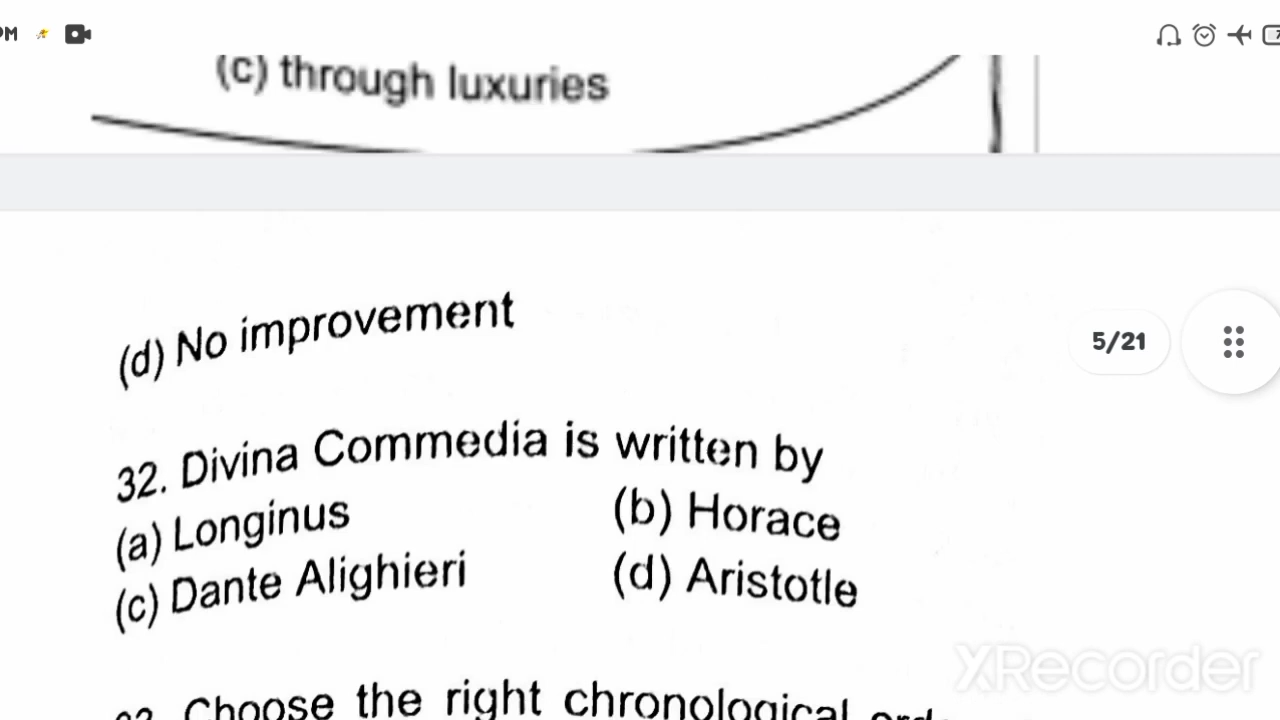 (c) through luxuries
(d) No improvement
5/21
32. Divina Commedia is written by
(a) Longinus (b) Horace
(c) Dante Alighieri (d) Aristotle
Choose the right chronological
XRecorder